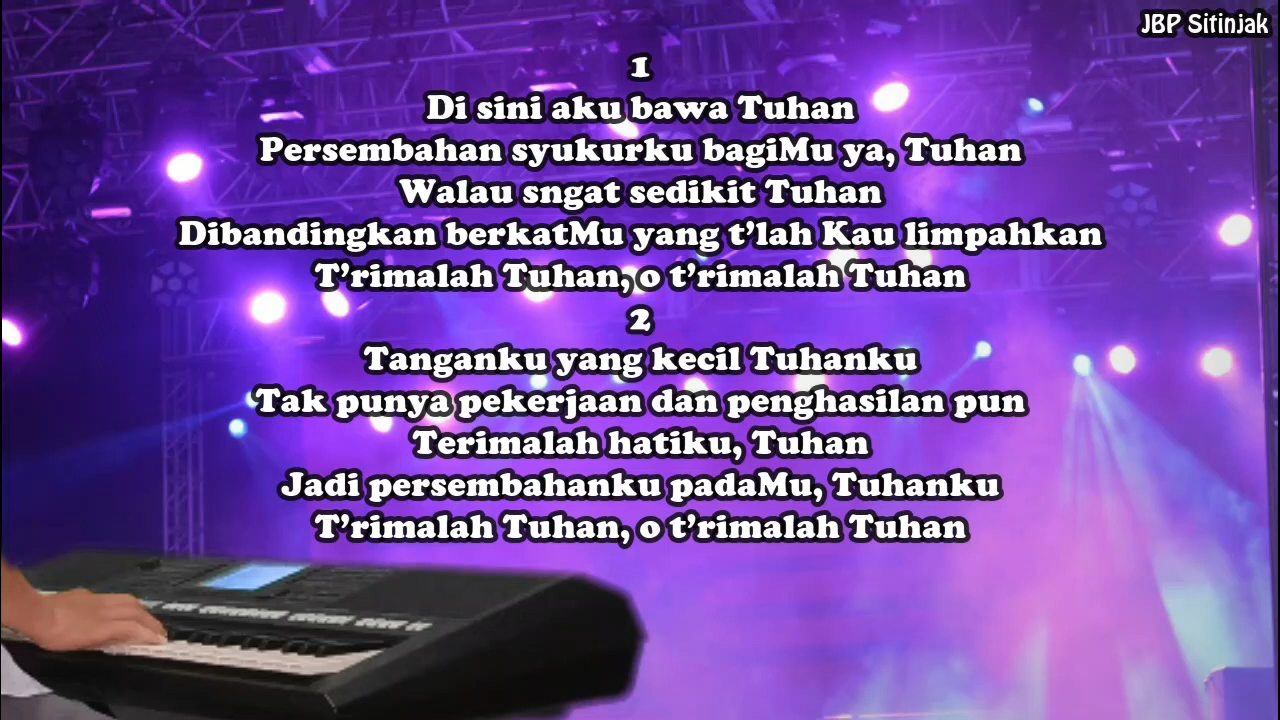 JBP Sitinjak
1
Di sini aku bawa Tuhan
Persembahan syukurku bagiMu ya, Tuhan
Walau sngat sedikit Tuhan
Dibandingkan berkatMu yang t’lah Kau limpahkan
T’rimalah Tuhan, o t’rimalah Tuhan
2
Tanganku yang kecil Tuhanku
Tak punya pekerjaan dan penghasilan pun
Terimalah hatiku, Tuhan
Jadi persembahanku padaMu, Tuhanku
T’rimalah Tuhan, o t’rimalah Tuhan